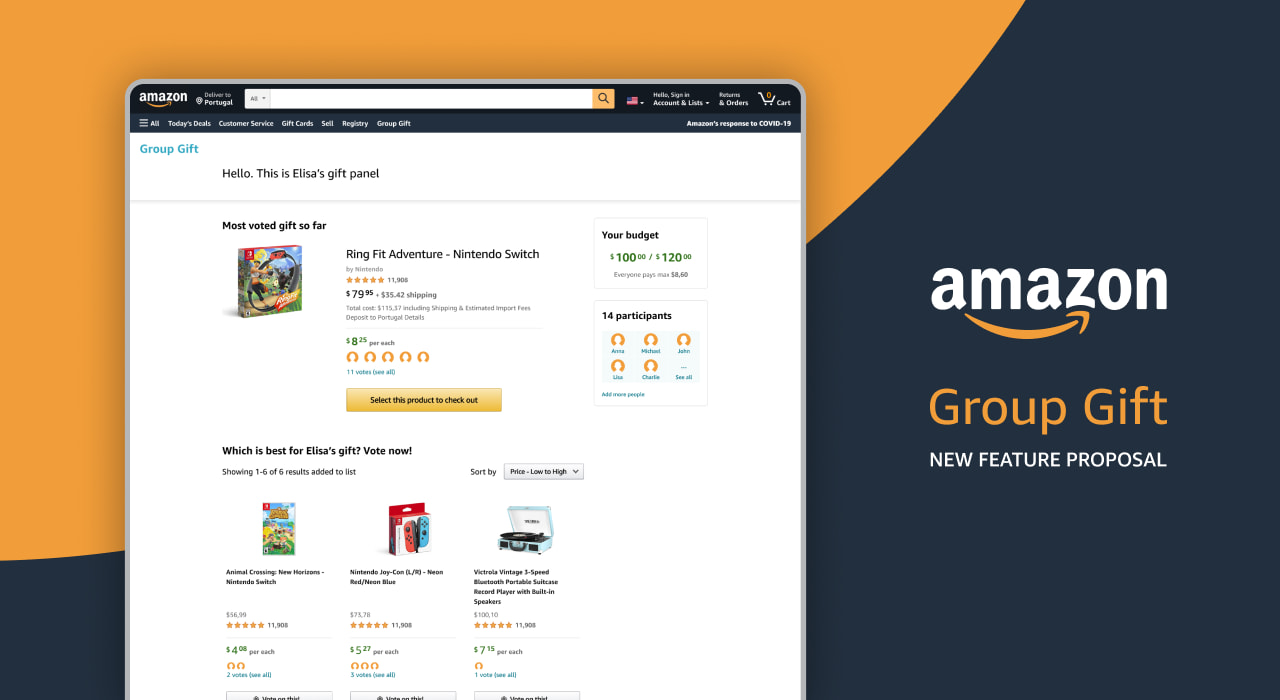 amazon
Deliver to
Portugal
All
Hello, Sign in
Account & Lists
Returns
& Orders
0
Cart
All
Today's Deals
Customer Service
Gift Cards
Sell
Registry
Group Gift
Amazon's response to COVID-19
Group Gift
Hello. This is Elisa's gift panel
Most voted gift so far
Ring Fit Adventure - Nintendo Switch
by Nintendo
11,908
$79 95 + $35.42 shipping
Total cost: $115,37 including Shipping & Estimated Import Fees
Deposit to Portugal Details
$8 25 per each
11 votes (see all)
Select this product to check out
Your budget
$100 00 / $120 00
Everyone pays max $8,60
14 participants
Anna
Michael
John
Lisa
Charlie
...
See all
Add more people
Which is best for Elisa's gift? Vote now!
Showing 1-6 of 6 results added to list
Sort by
Price - Low to High
Animal Crossing: New Horizons -
Nintendo Switch
$56,99
11,908
$4 08 per each
2 votes (see all)
Vote on this!
Nintendo Joy-Con (L/R) - Neon
Red/Neon Blue
$73,78
11,908
$5 27 per each
3 votes (see all)
Vote on this!
Victrola Vintage 3-Speed
Bluetooth Portable Suitcase
Record Player with Built-in
Speakers
$100,10
11,908
$7 15 per each
1 vote (see all)
Vote on this!
amazon
Group Gift
NEW FEATURE PROPOSAL